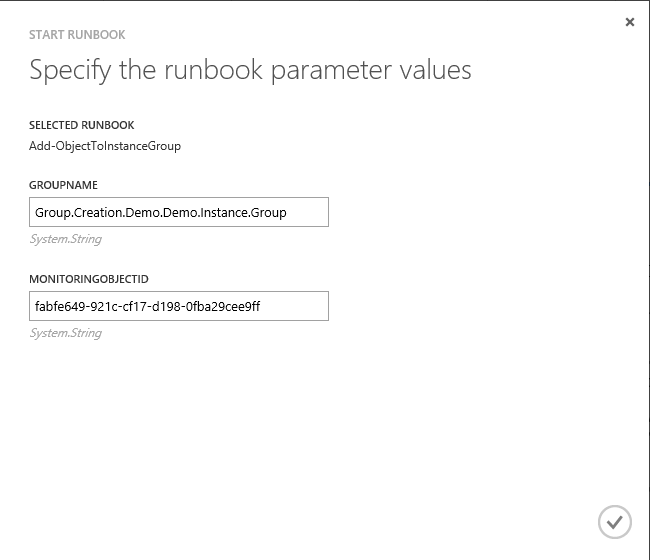 START RUNBOOK
Specify the runbook parameter values
SELECTED RUNBOOK
Add-ObjectToInstanceGroup
GROUPNAME
Group.Creation.Demo.Demo.Instance.Group
System.String
MONITORINGOBJECTID
fabfe649-921c-cf17-d198-0fba29cee9ff
System.String